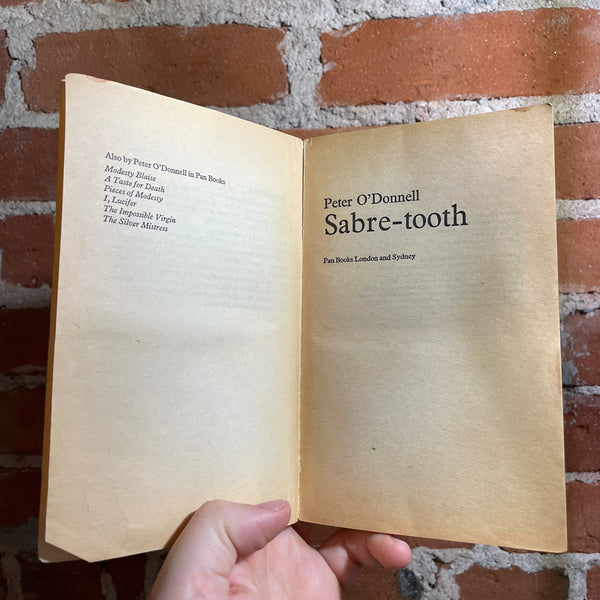 Also by Peter O'Donnell in Pan Books
Modesty Blaise
A Taste for Death
Pieces of Modesty
I, Lucifer
The Impossible Virgin
The Silver Mistress
Peter O'Donnell
Sabre-tooth
Pan Books London and Sydney